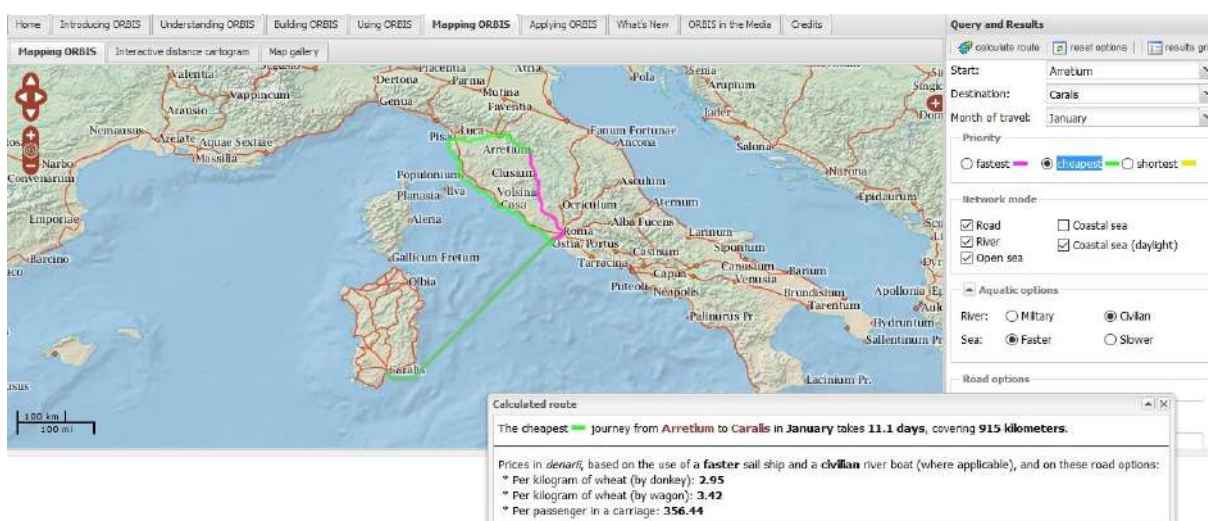 Home Introducing ORBIS Understanding ORBIS Building ORBIS Using ORBIS Mapping ORBIS Applying ORBIS What's New ORBIS in the Media Credits
Mapping ORBIS Interactive distance cartogram Map gallery
Query and Results
calculate route reset options results gri
Start: Arretium
Destination: Caralis
Month of travel: January
Priority
fastest cheapest shortest
Network mode
Road Coastal sea
River Coastal sea (daylight)
Open sea
Aquatic options
River: Military Civilian
Sea: Faster Slower
Road options
Valentia
Vappincum
Arausio
Nemausus
Arelate Aquae Sextiae
Massilia
Narbo
Emporiae
Barcino
Dertona
Placentia
Parma
Mutina
Genua
Faventia
Atria
Pola
Senia
Arupium
Iader
Salona
Narona
Epidaurum
Pisae
Luca
Arretium
Fanum Fortunae
Ancona
Populonium
Clusium
Planasia
Ilva
Volsinii
Cosa
Asculum
Ocriculum
Aternum
Aleria
Alba Fucens
Roma
Ostia/Portus
Larinum
Casinum
Sipontum
Gallicum Fretum
Tarracina
Capua
Canusium
Venusia
Barium
Olbia
Puteoli
Neapolis
Brundisium
Tarentum
Apollonia
Palinurus Pr.
Hydruntum
Sallentinum Pr
Caralis
Lacinium Pr.
100 km
100 mi
Calculated route
The cheapest journey from Arretium to Caralis in January takes 11.1 days, covering 915 kilometers.
Prices in denarii, based on the use of a faster sail ship and a civilian river boat (where applicable), and on these road options:
* Per kilogram of wheat (by donkey): 2.95
* Per kilogram of wheat (by wagon): 3.42
* Per passenger in a carriage: 356.44